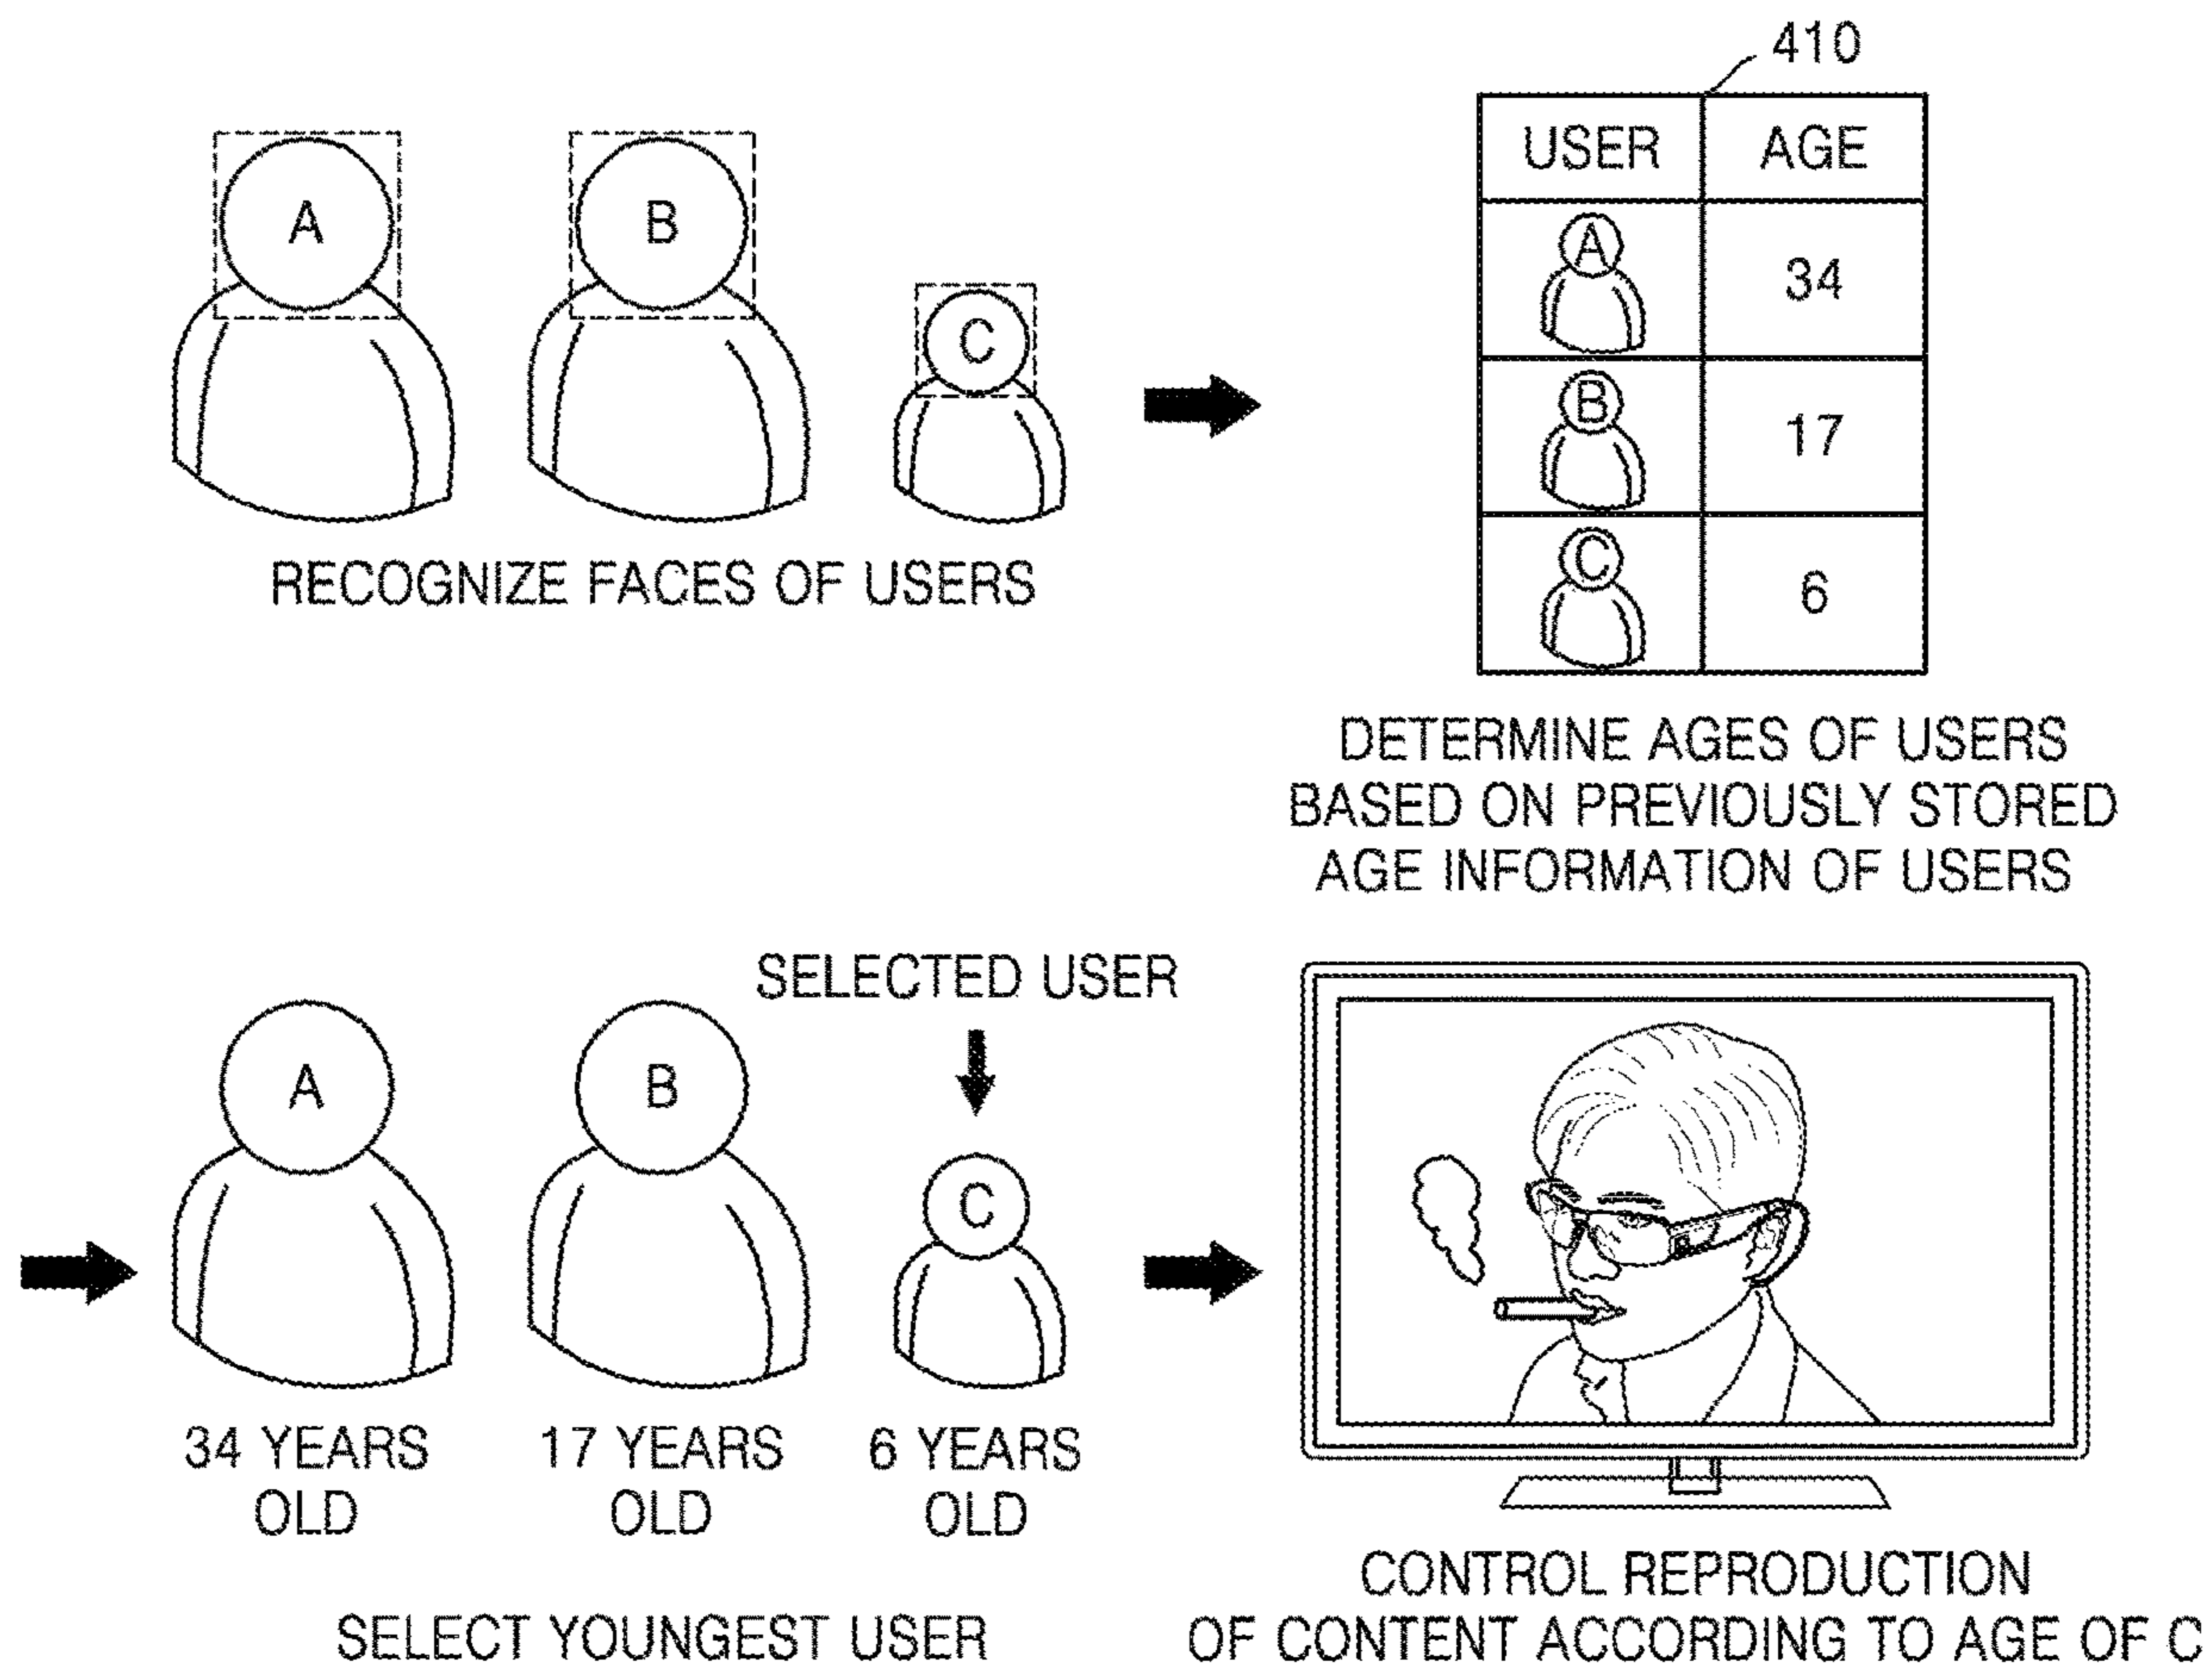 410
USER AGE
A 34
B 17
C 6
A B C
RECOGNIZE FACES OF USERS
DETERMINE AGES OF USERS
BASED ON PREVIOUSLY STORED
AGE INFORMATION OF USERS
SELECTED USER
A B C
34 YEARS OLD
17 YEARS OLD
6 YEARS OLD
SELECT YOUNGEST USER
CONTROL REPRODUCTION
OF CONTENT ACCORDING TO AGE OF C